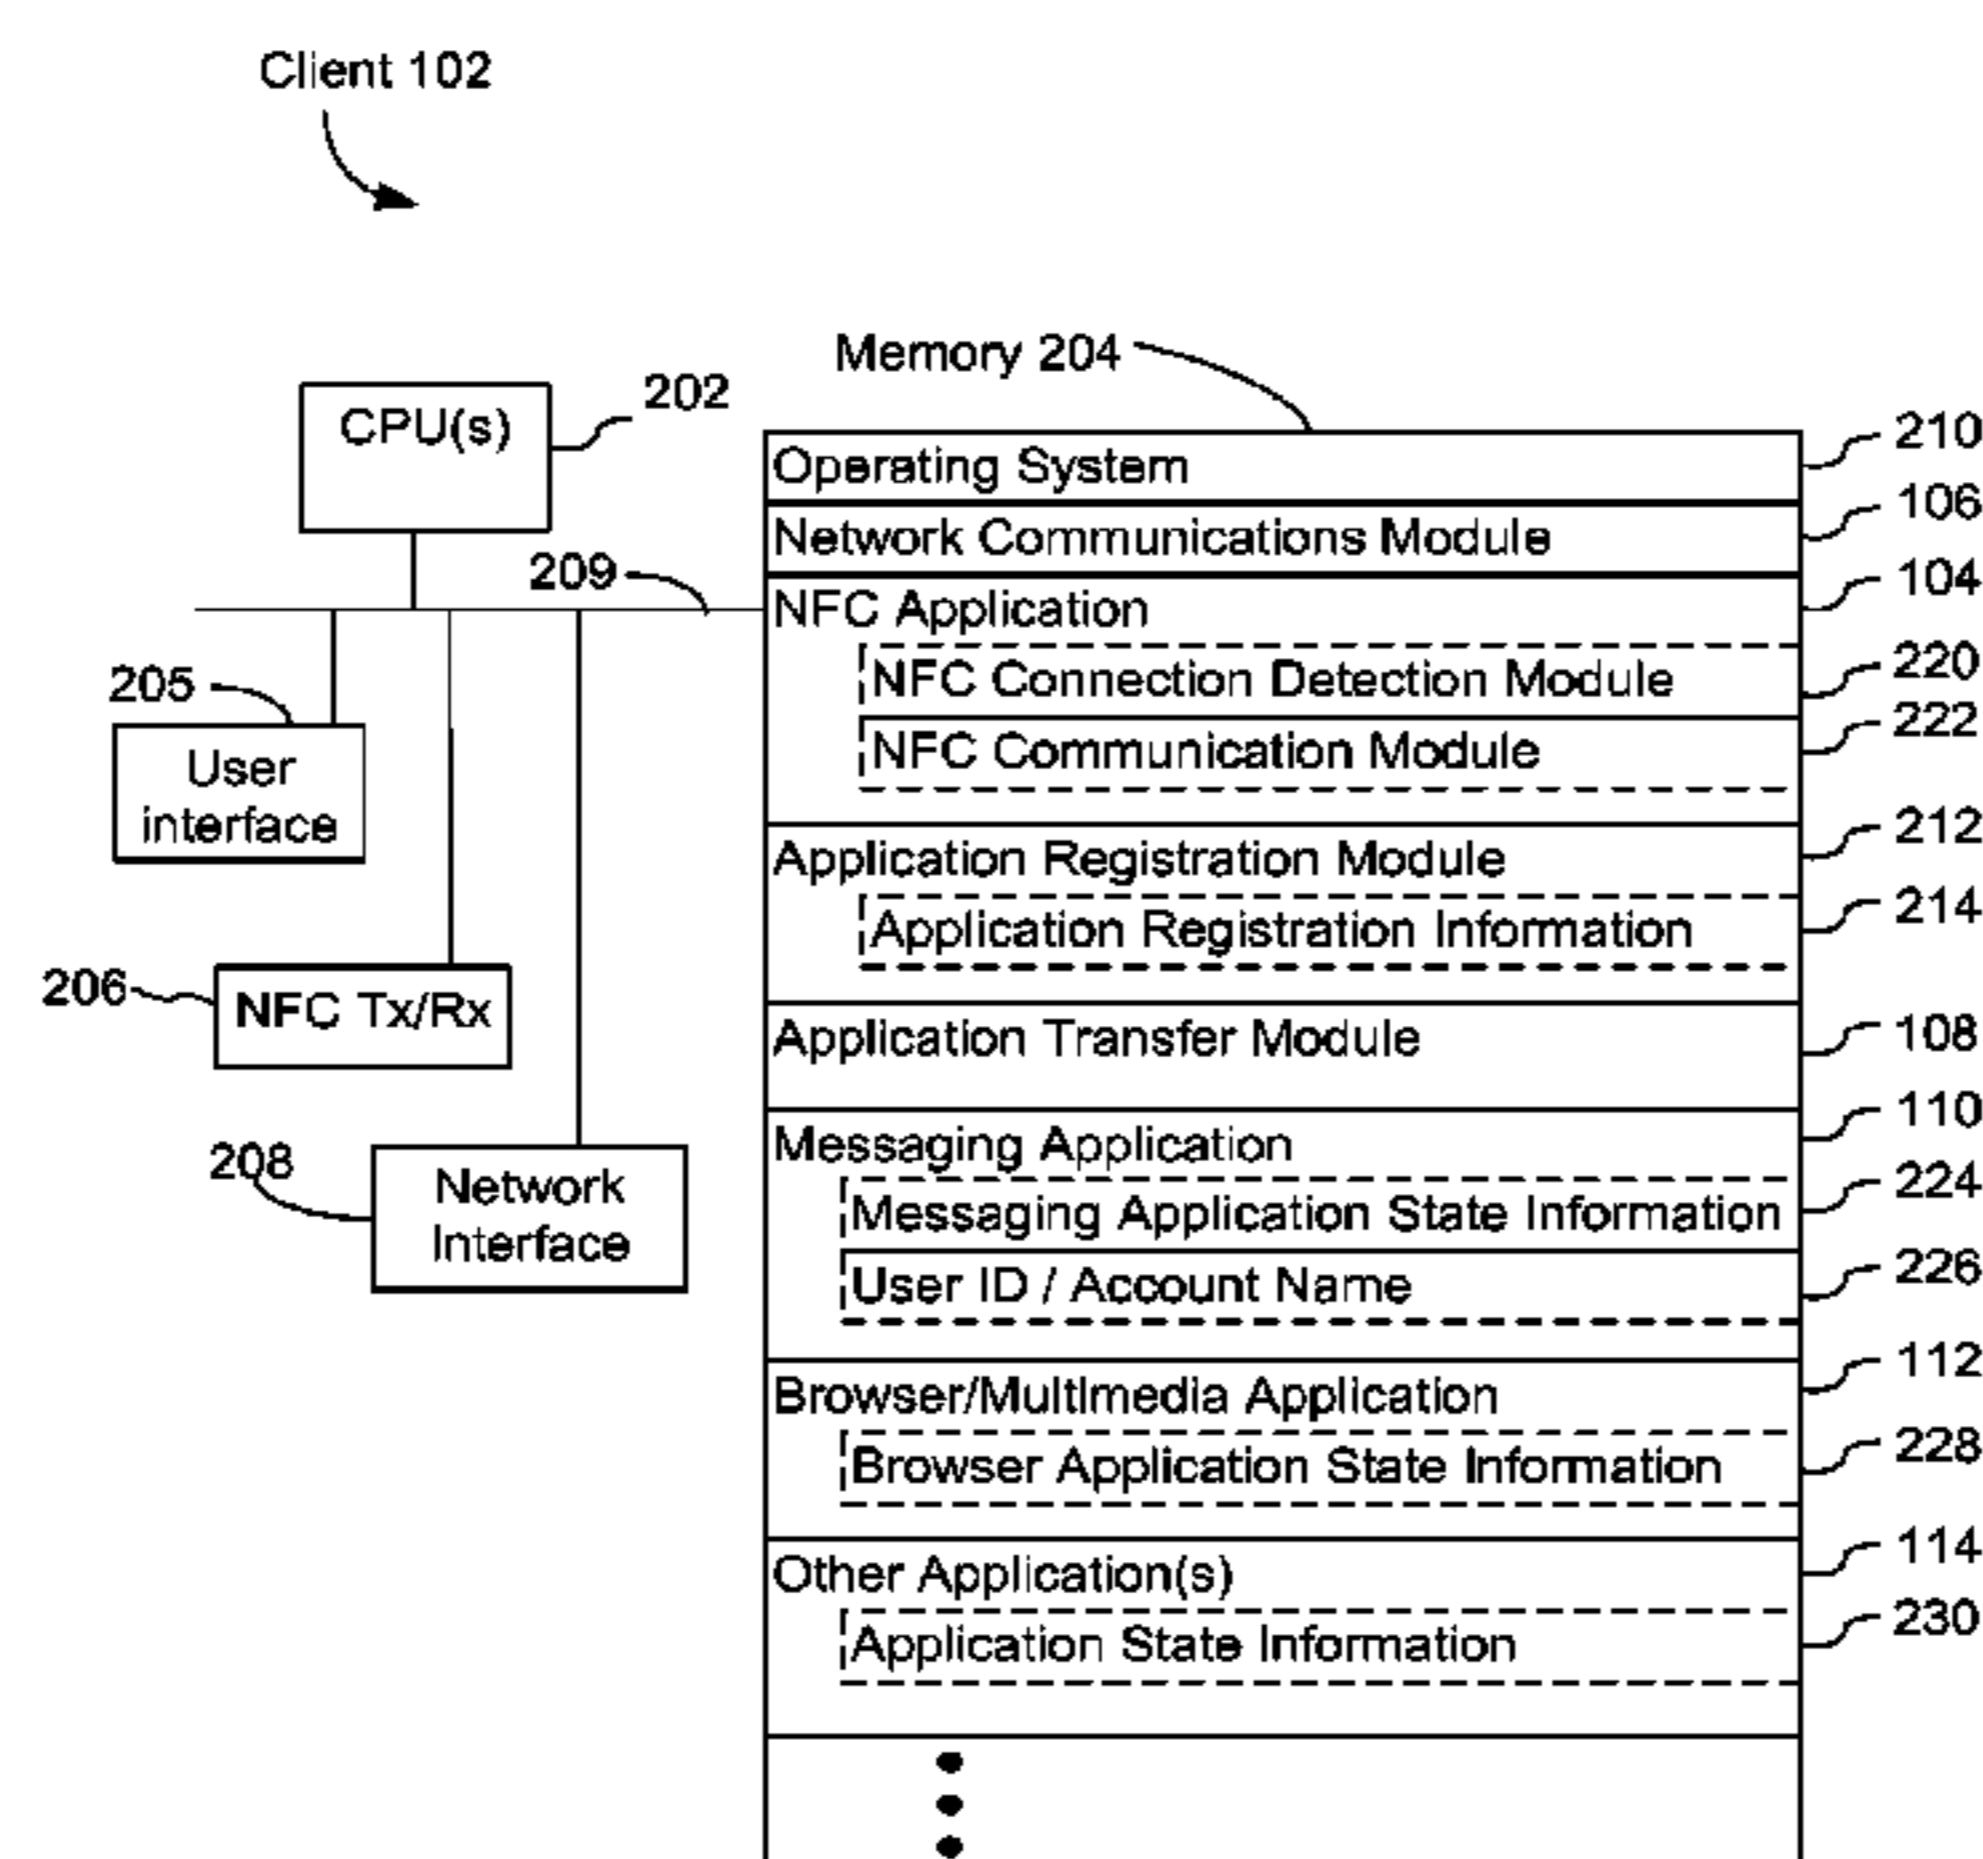 Client 102
Memory 204
CPU(s)
202
209
205
User
interface
206
NFC Tx/Rx
208
Network
Interface
Operating System
210
Network Communications Module
106
NFC Application
104
NFC Connection Detection Module
220
NFC Communication Module
222
Application Registration Module
212
Application Registration Information
214
Application Transfer Module
108
Messaging Application
110
Messaging Application State Information
224
User ID / Account Name
226
Browser/Multimedia Application
112
Browser Application State Information
228
Other Application(s)
114
Application State Information
230